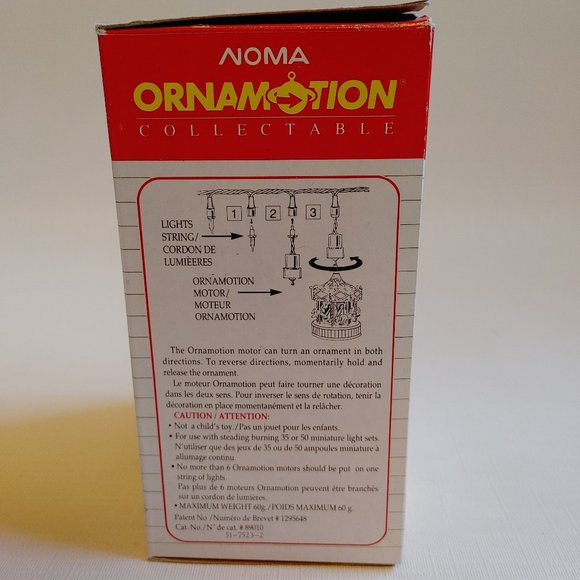 NOMA
ORNAMOTION®
COLLECTABLE
1 2 3
LIGHTS
STRING/
CORDON DE
LUMIÈERES
ORNAMOTION
MOTOR/
MOTEUR
ORNAMOTION
The Ornamotion motor can turn an ornament in both
directions. To reverse directions, momentarily hold and
release the ornament.
Le moteur Ornamotion peut faire tourner une décoration
dans les deux sens. Pour inverser le sens de rotation, tenir la
décoration en place momentanément et la relâcher.
CAUTION / ATTENTION:
• Not a child's toy./Pas un jouet pour les enfants.
• For use with steading burning 35 or 50 miniature light sets.
N'utiliser que des jeux de 35 ou de 50 ampoules miniature à
allumage continu.
• No more than 6 Ornamotion motors should be put on one
string of lights.
Pas plus de 6 moteurs Ornamotion peuvent être branchés
sur un cordon de lumières.
• MAXIMUM WEIGHT 60g./POIDS MAXIMUM 60 g.
Patent No /Numéro de Brevet # 1295648
Cat. No./N° de cat. # 89010
51-7523-2